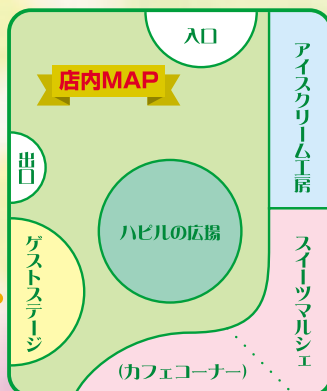 入口
店内MAP
アイスクリーム工房
出口
ハピルの広場
ゲストステージ
スイーツマルシェ
(カフェコーナー)